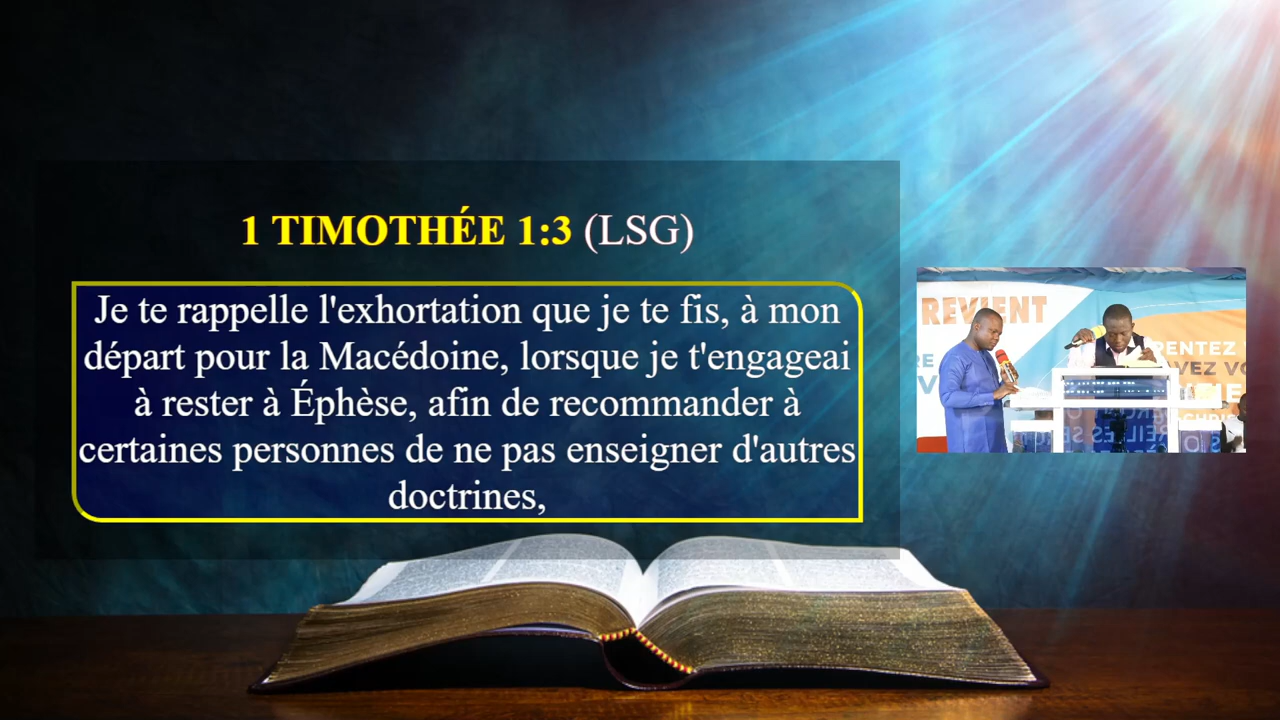 1 TIMOTHÉE 1:3 (LSG)
Je te rappelle l'exhortation que je te fis, à mon
départ pour la Macédoine, lorsque je t'engageai
à rester à Éphèse, afin de recommander à
certaines personnes de ne pas enseigner d'autres
doctrines,
REVIENT